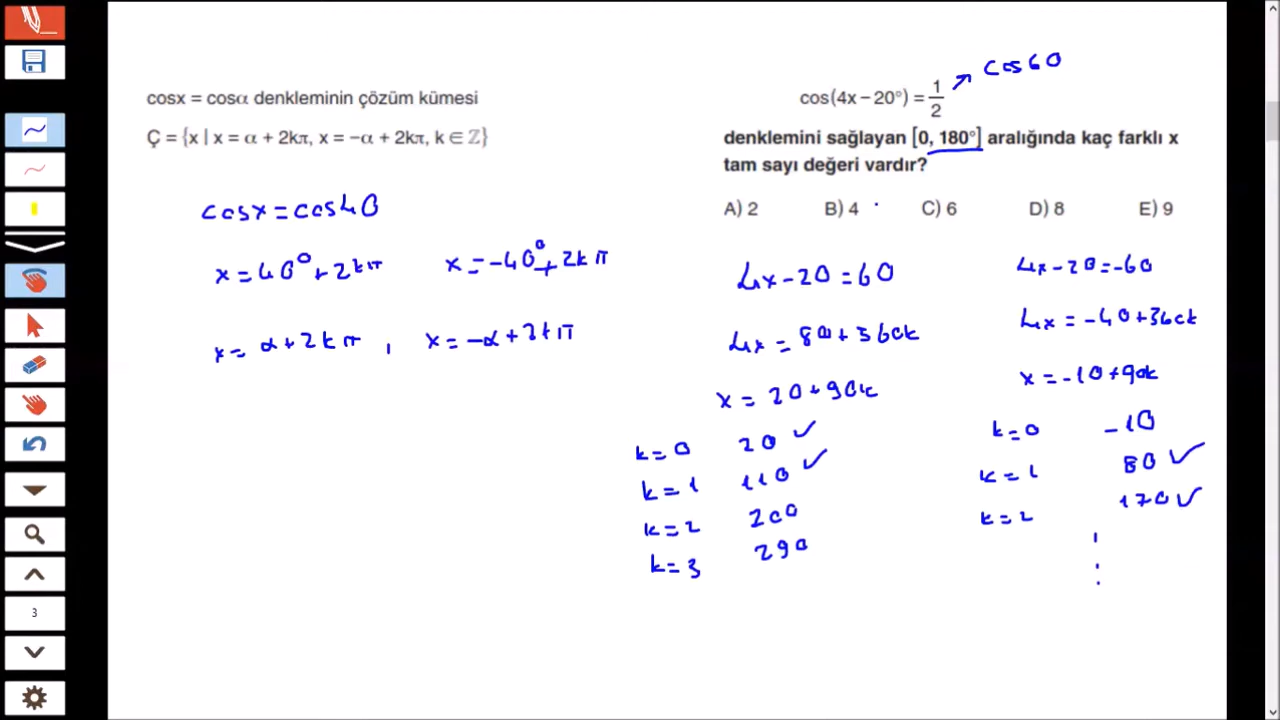 cosx = cosα denkleminin çözüm kümesi
Ç = {x | x = α + 2kπ, x = −α + 2kπ, k ∈ ℤ}
cosx = cos40
x = 40° + 2kπ    x = −40° + 2kπ
x = α + 2kπ , x = −α + 2kπ
cos(4x − 20°) = 1/2 → cos60
denklemini sağlayan [0, 180°] aralığında kaç farklı x
tam sayı değeri vardır?
A) 2    B) 4    C) 6    D) 8    E) 9
4x − 20 = 60
4x = 80 + 360k
x = 20 + 90k
k = 0    20 ✓
k = 1    110 ✓
k = 2    200
k = 3    290
4x − 20 = −60
4x = −40 + 360k
x = −10 + 90k
k = 0    −10
k = 1    80 ✓
k = 2    170 ✓
3